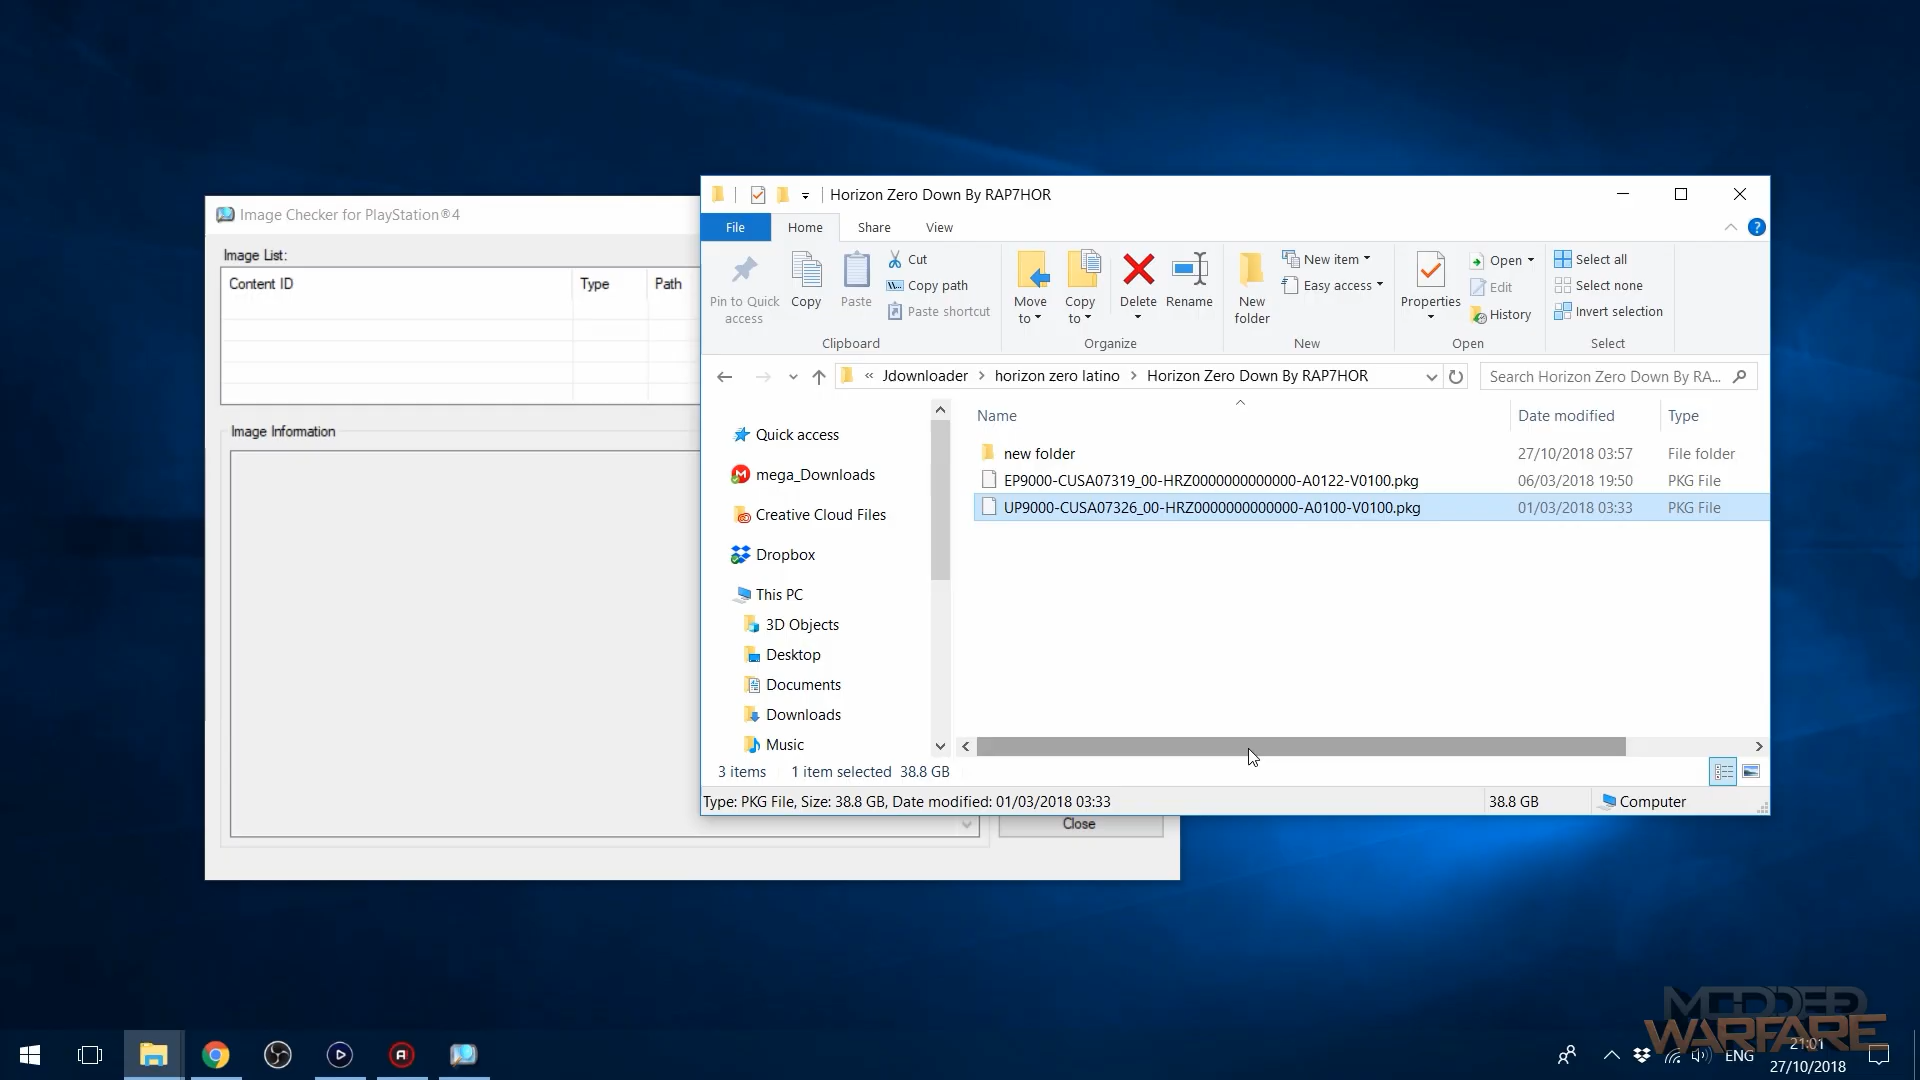 Image Checker for PlayStation®4
Image List:
Content ID Type Path
Image Information
Close
Horizon Zero Down By RAP7HOR
File Home Share View
Pin to Quick access
Copy
Paste
Cut
Copy path
Paste shortcut
Clipboard
Move to
Copy to
Delete
Rename
Organize
New folder
New item
Easy access
New
Properties
Open
Edit
History
Open
Select all
Select none
Invert selection
Select
« Jdownloader > horizon zero latino > Horizon Zero Down By RAP7HOR
Search Horizon Zero Down By RA...
Quick access
mega_Downloads
Creative Cloud Files
Dropbox
This PC
3D Objects
Desktop
Documents
Downloads
Music
Name Date modified Type
new folder 27/10/2018 03:57 File folder
EP9000-CUSA07319_00-HRZ0000000000000-A0122-V0100.pkg 06/03/2018 19:50 PKG File
UP9000-CUSA07326_00-HRZ0000000000000-A0100-V0100.pkg 01/03/2018 03:33 PKG File
3 items 1 item selected 38.8 GB
Type: PKG File, Size: 38.8 GB, Date modified: 01/03/2018 03:33 38.8 GB Computer
MODDED
WARFARE
ENG
21:01
27/10/2018